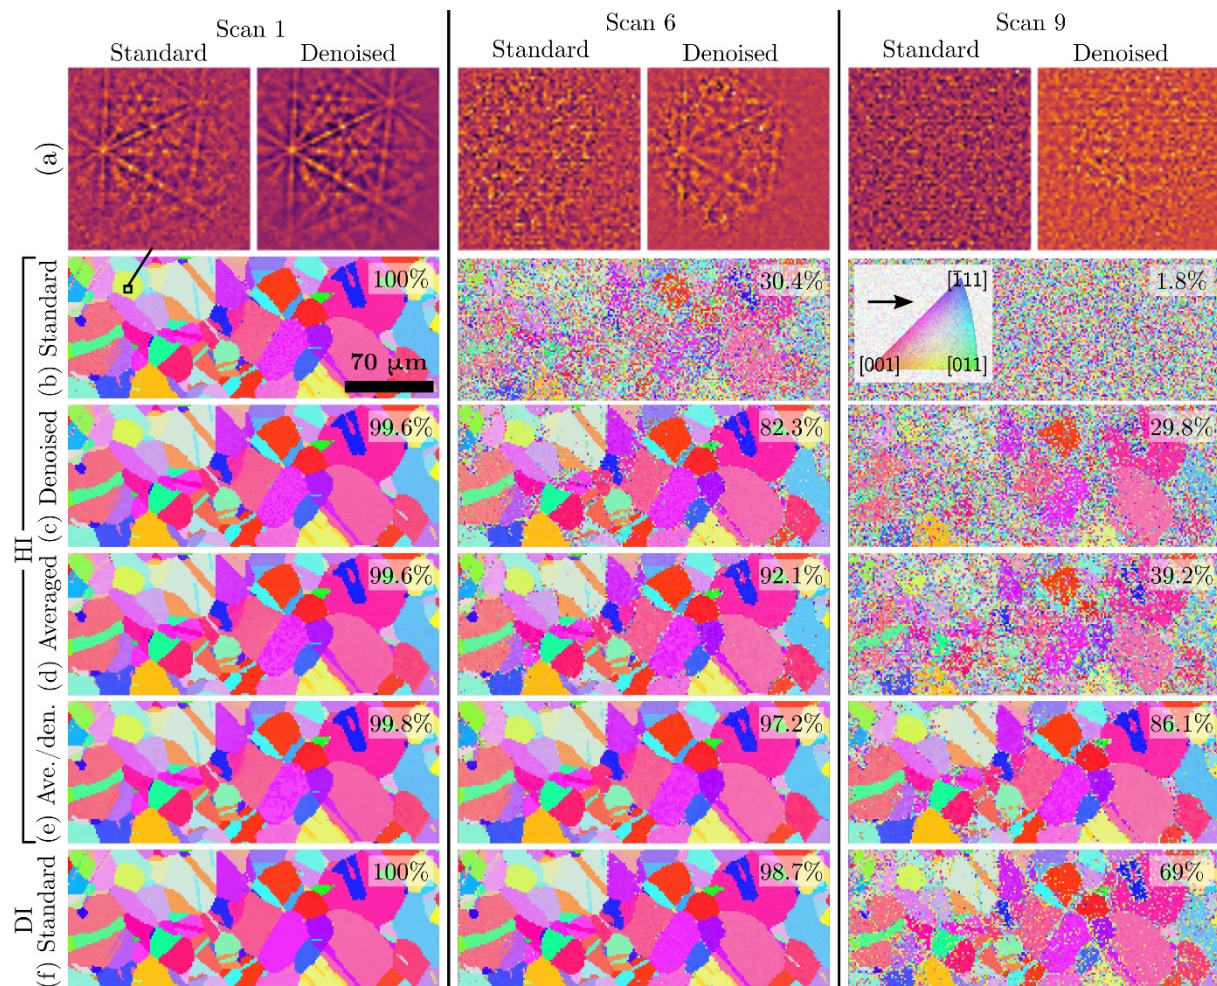 Scan 1
Scan 6
Scan 9
Standard Denoised
Standard Denoised
Standard Denoised
(a)
HI
(b) Standard
100%
70 μm
30.4%
1.8%
[1̄11]
[001]
[011]
(c) Denoised
99.6%
82.3%
29.8%
(d) Averaged
99.6%
92.1%
39.2%
(e) Ave./den.
99.8%
97.2%
86.1%
DI
(f) Standard
100%
98.7%
69%